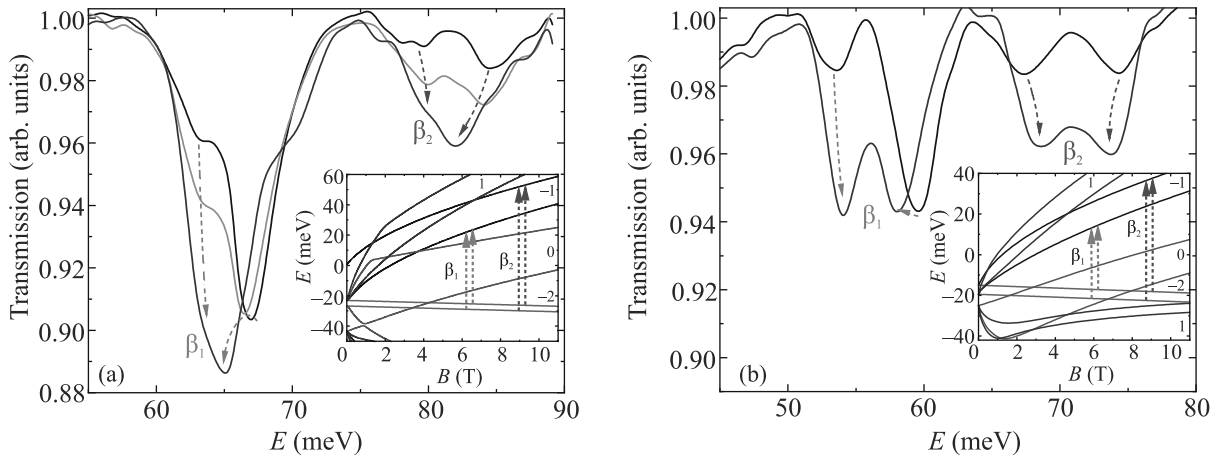 Transmission (arb. units)
1.00
0.98
0.96
0.94
0.92
0.90
0.88
60
70
80
90
E (meV)
(a)
β1
β2
E (meV)
60
40
20
0
−20
−40
0
2
4
6
8
10
B (T)
1
−1
0
−2
β1
β2
Transmission (arb. units)
1.00
0.98
0.96
0.94
0.92
0.90
50
60
70
80
E (meV)
(b)
β1
β2
E (meV)
40
20
0
−20
−40
0
2
4
6
8
10
B (T)
1
−1
0
−2
1
β1
β2